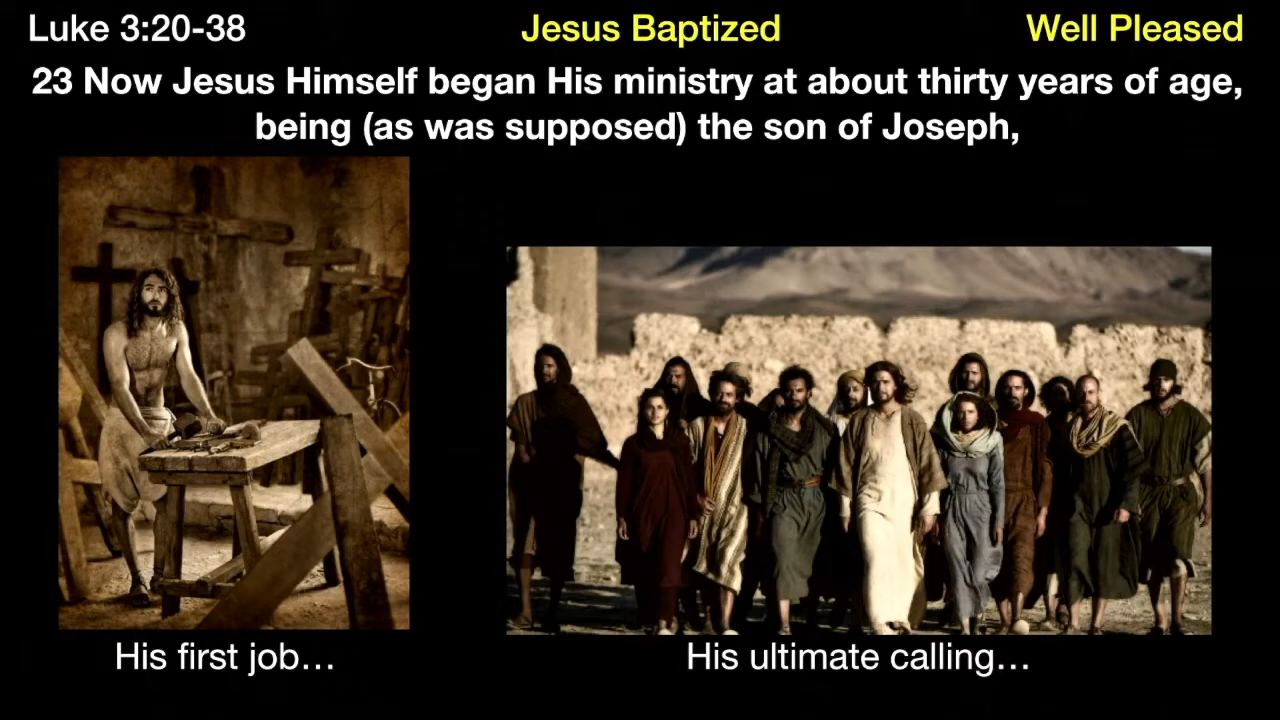 Luke 3:20-38
Jesus Baptized
Well Pleased
23 Now Jesus Himself began His ministry at about thirty years of age,
being (as was supposed) the son of Joseph,
His first job…
His ultimate calling…